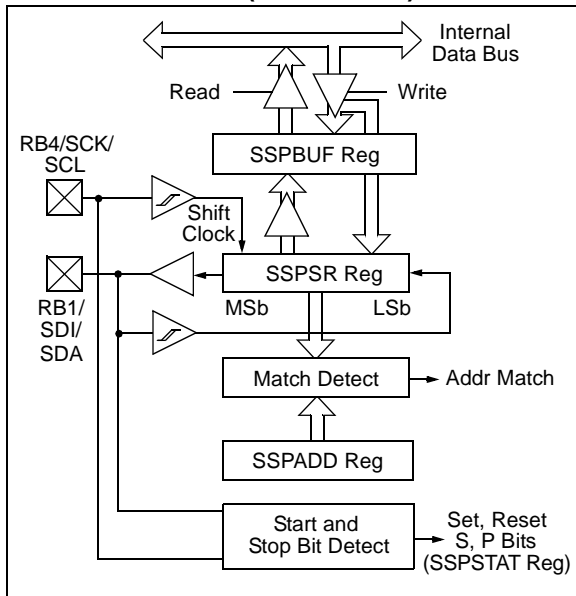 Internal
Data Bus
Read
Write
RB4/SCK/
SCL
SSPBUF Reg
Shift
Clock
SSPSR Reg
MSb
LSb
RB1/
SDI/
SDA
Match Detect
Addr Match
SSPADD Reg
Start and
Stop Bit Detect
Set, Reset
S, P Bits
(SSPSTAT Reg)